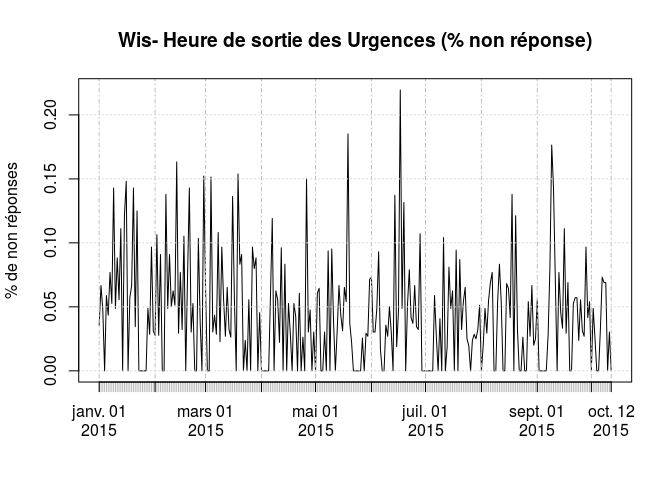 Wis- Heure de sortie des Urgences (% non réponse)
% de non réponses
0.20
0.15
0.10
0.05
0.00
janv. 01 mars 01 mai 01 juil. 01 sept. 01 oct. 12
2015 2015 2015 2015 2015 2015